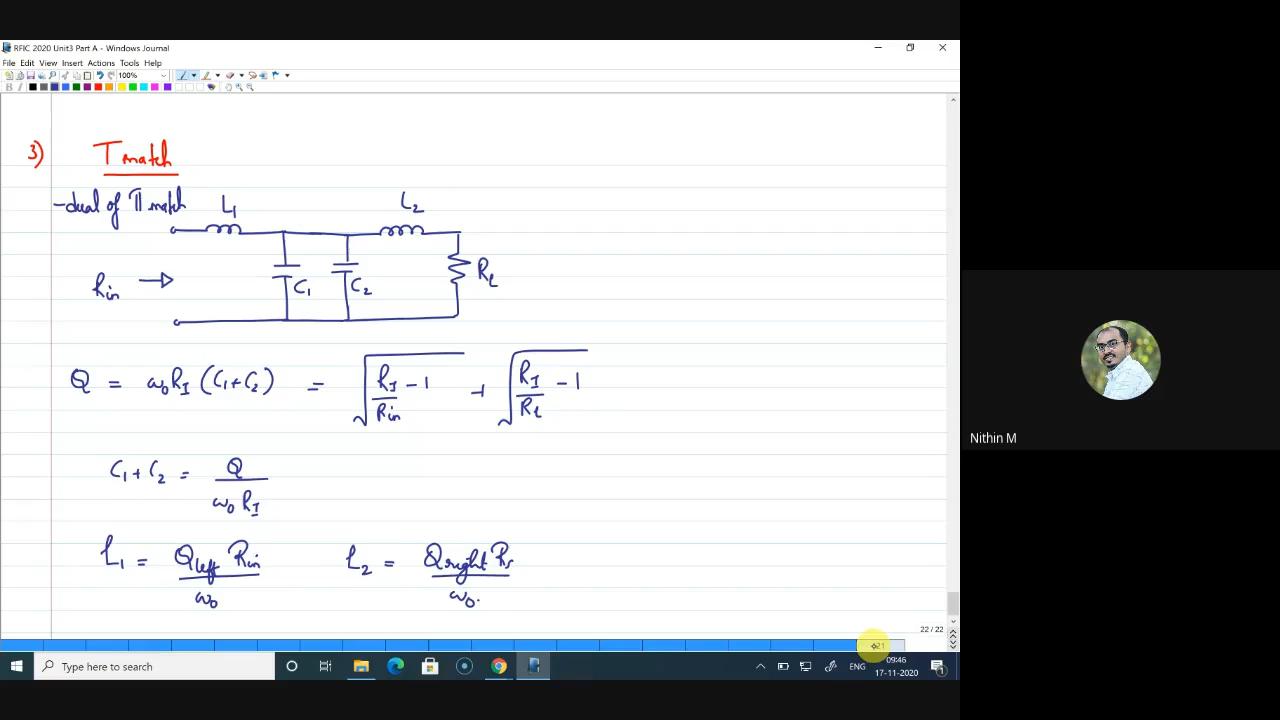 RFIC 2020 Unit3 Part A - Windows Journal
File Edit View Insert Actions Tools Help
100%
3) T match
- dual of Π match
L1
L2
Rin
C1
C2
RL
Q = ω0 RI (C1 + C2) = √(RI/Rin - 1) + √(RI/RL - 1)
C1 + C2 = Q / ω0 RI
L1 = Qleft Rin / ω0 L2 = Qright Rs / ω0.
22 / 22
Nithin M
Type here to search
ENG
09:46
17-11-2020
1